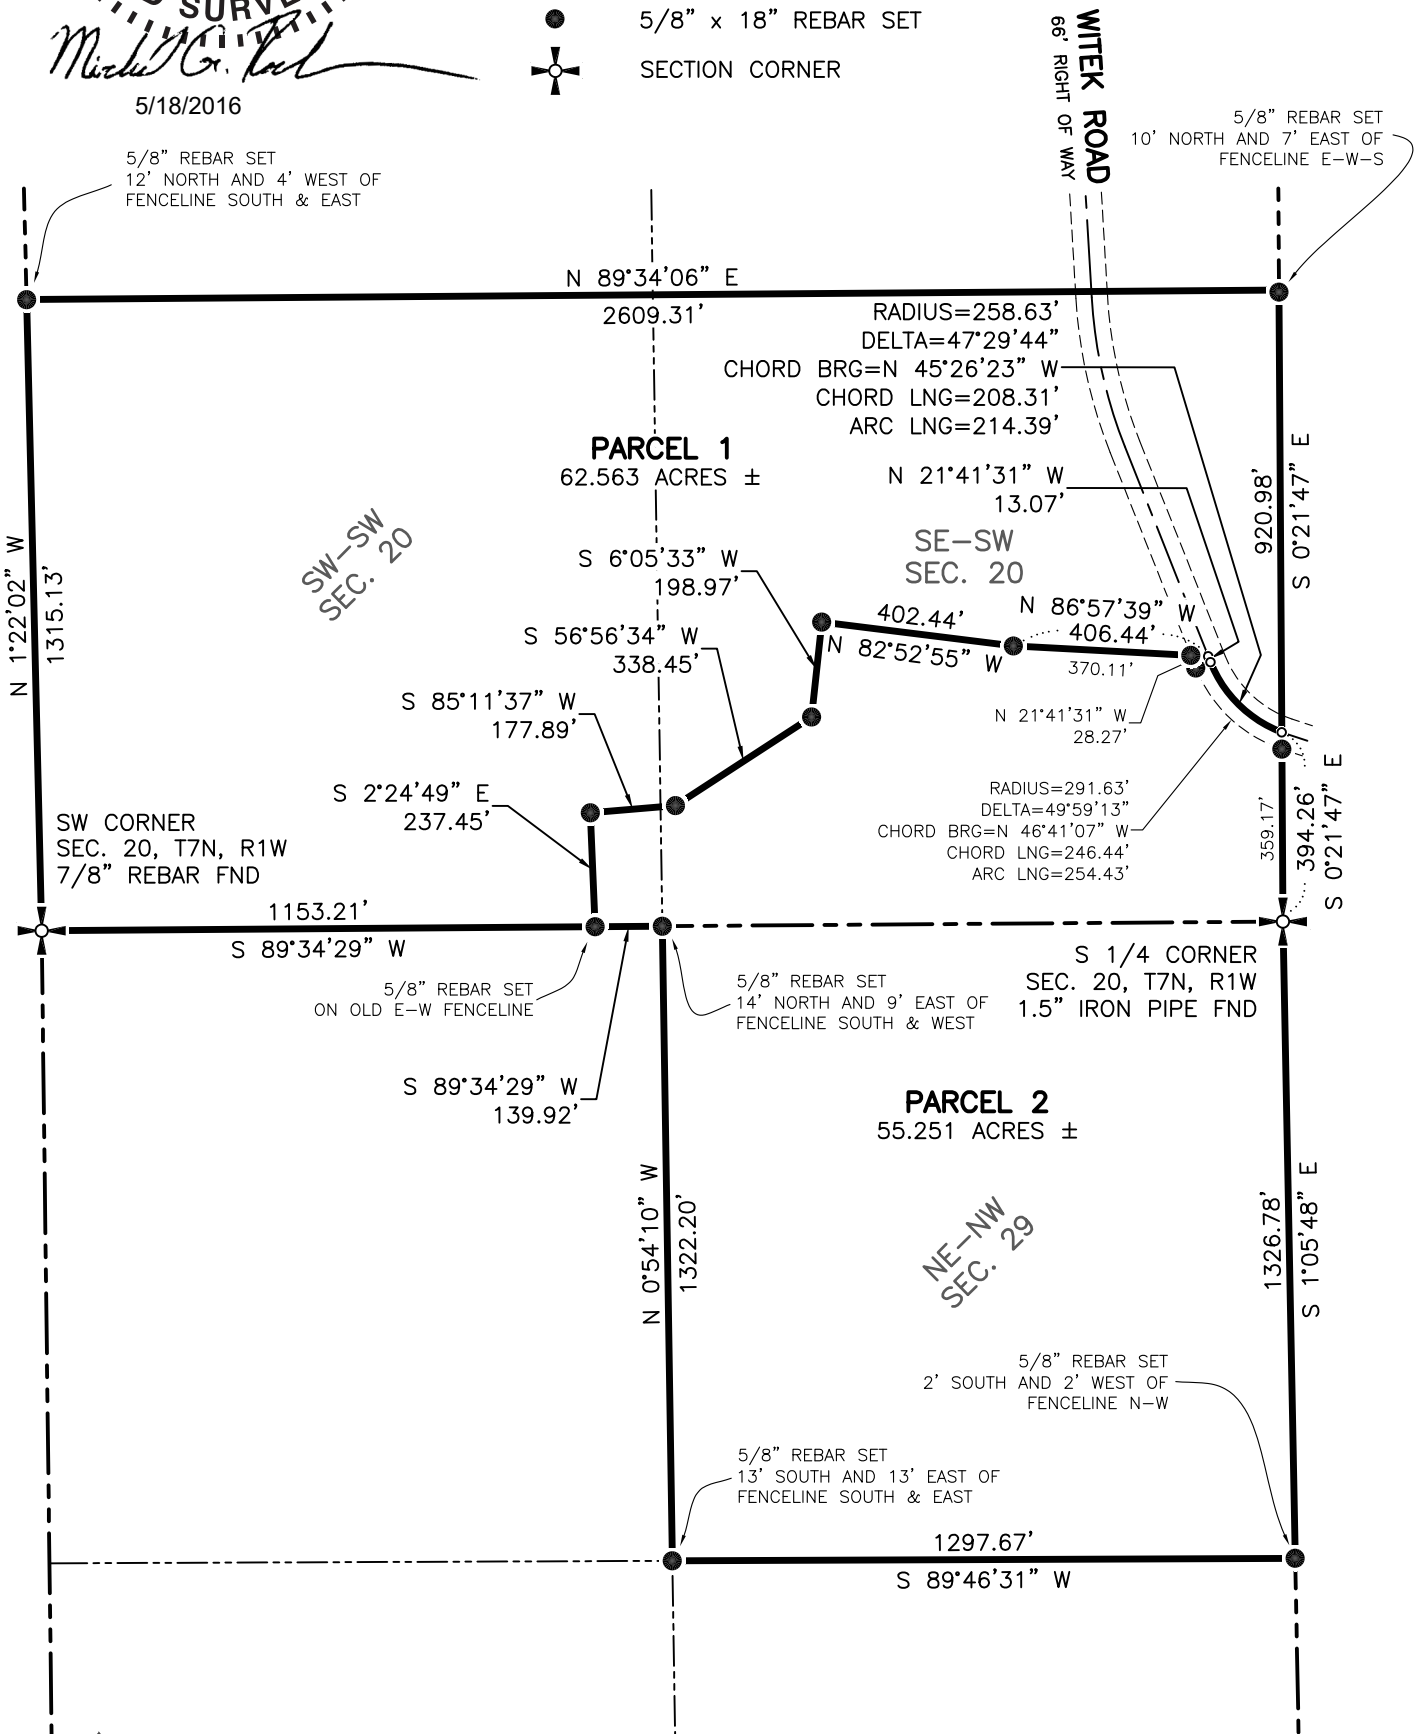 SURVE
5/18/2016
5/8" x 18" REBAR SET
SECTION CORNER
WITEK ROAD
66' RIGHT OF WAY
5/8" REBAR SET
10' NORTH AND 7' EAST OF
FENCELINE E-W-S
5/8" REBAR SET
12' NORTH AND 4' WEST OF
FENCELINE SOUTH & EAST
N 89°34'06" E
2609.31'
RADIUS=258.63'
DELTA=47°29'44"
CHORD BRG=N 45°26'23" W
CHORD LNG=208.31'
ARC LNG=214.39'
PARCEL 1
62.563 ACRES ±
N 21°41'31" W
13.07'
920.98'
S 0°21'47" E
N 1°22'02" W
1315.13'
SW-SW
SEC. 20
SE-SW
SEC. 20
S 6°05'33" W
198.97'
402.44'
N 82°52'55" W
N 86°57'39" W
406.44'
370.11'
S 56°56'34" W
338.45'
S 85°11'37" W
177.89'
N 21°41'31" W
28.27'
S 2°24'49" E
237.45'
RADIUS=291.63'
DELTA=49°59'13"
CHORD BRG=N 46°41'07" W
CHORD LNG=246.44'
ARC LNG=254.43'
359.17'
394.26'
S 0°21'47" E
SW CORNER
SEC. 20, T7N, R1W
7/8" REBAR FND
1153.21'
S 89°34'29" W
5/8" REBAR SET
ON OLD E-W FENCELINE
5/8" REBAR SET
14' NORTH AND 9' EAST OF
FENCELINE SOUTH & WEST
S 1/4 CORNER
SEC. 20, T7N, R1W
1.5" IRON PIPE FND
S 89°34'29" W
139.92'
PARCEL 2
55.251 ACRES ±
N 0°54'10" W
1322.20'
NE-NW
SEC. 29
1326.78'
S 1°05'48" E
5/8" REBAR SET
2' SOUTH AND 2' WEST OF
FENCELINE N-W
5/8" REBAR SET
13' SOUTH AND 13' EAST OF
FENCELINE SOUTH & EAST
1297.67'
S 89°46'31" W